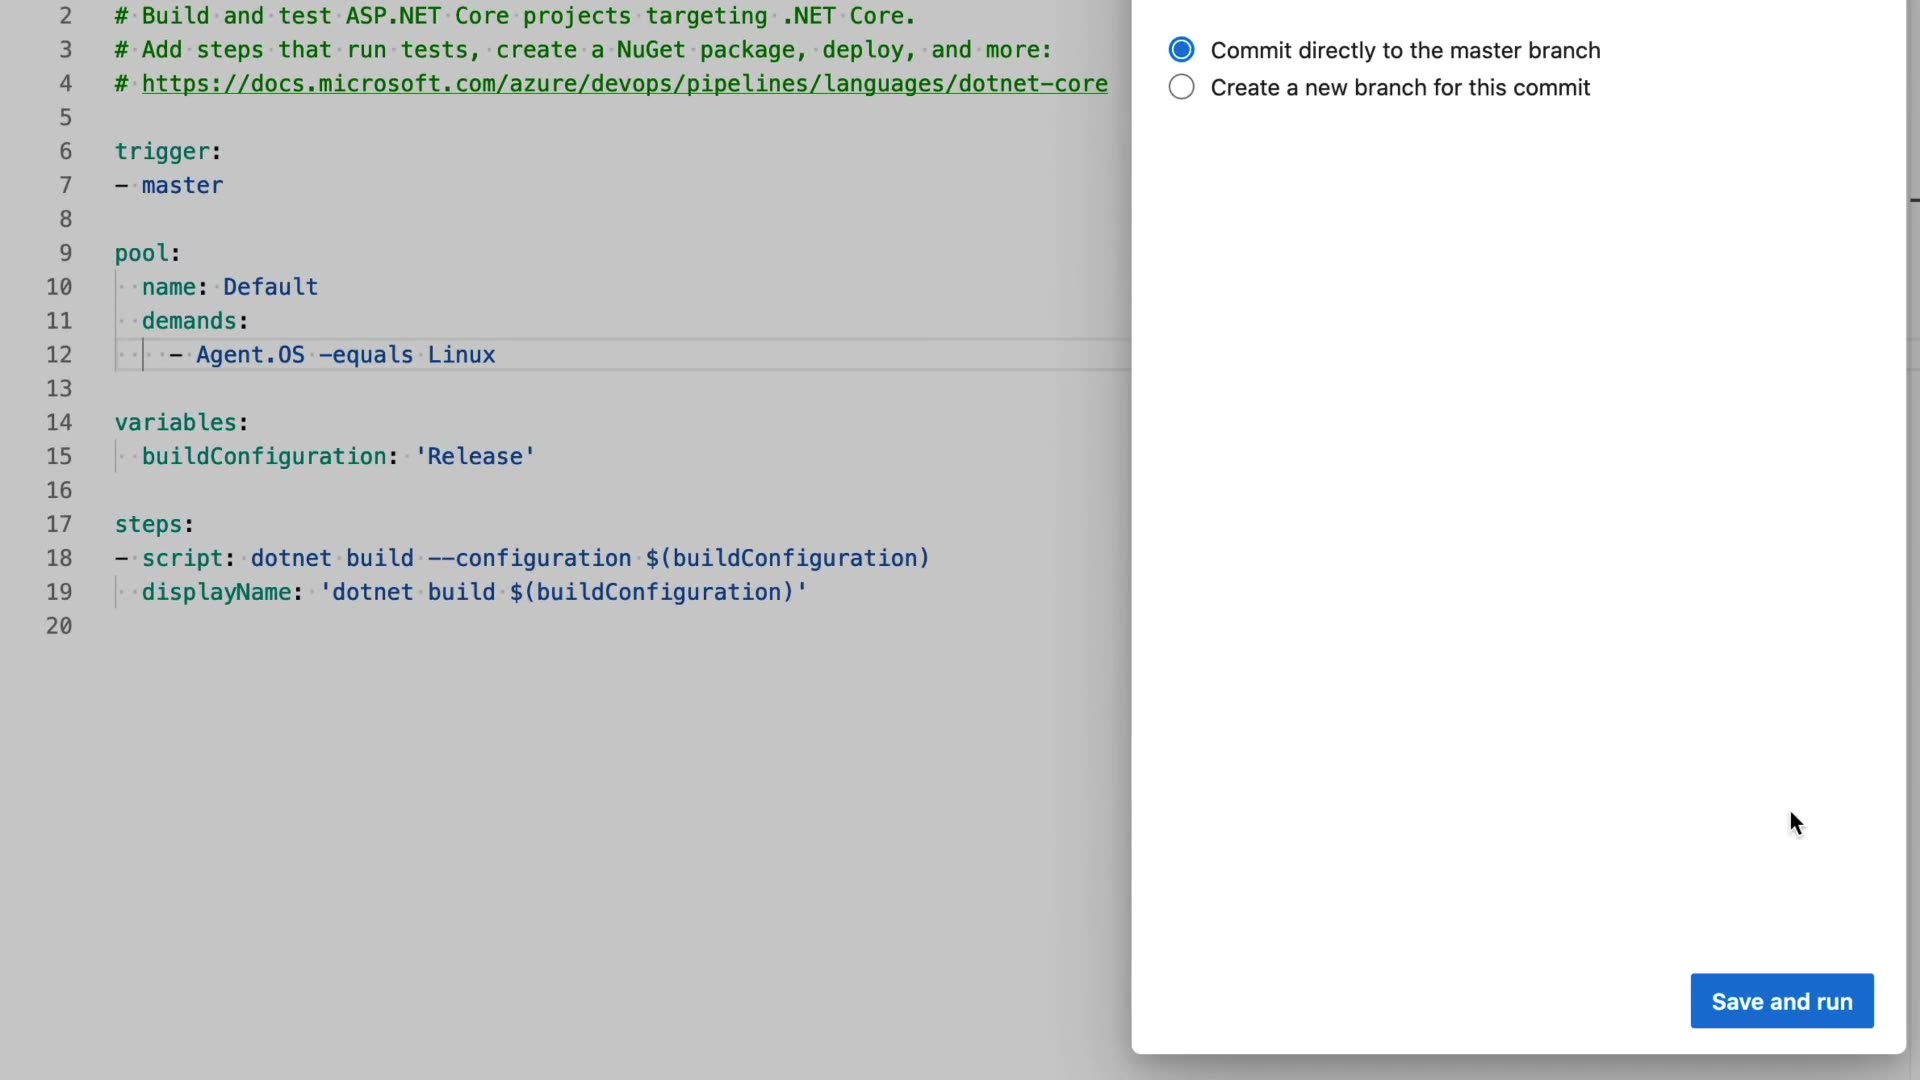 2 # Build and test ASP.NET Core projects targeting .NET Core.
3 # Add steps that run tests, create a NuGet package, deploy, and more:
4 # https://docs.microsoft.com/azure/devops/pipelines/languages/dotnet-core
5
6 trigger:
7 - master
8
9 pool:
10   name: Default
11   demands:
12     - Agent.OS -equals Linux
13
14 variables:
15   buildConfiguration: 'Release'
16
17 steps:
18 - script: dotnet build --configuration $(buildConfiguration)
19   displayName: 'dotnet build $(buildConfiguration)'
20
Commit directly to the master branch
Create a new branch for this commit
Save and run